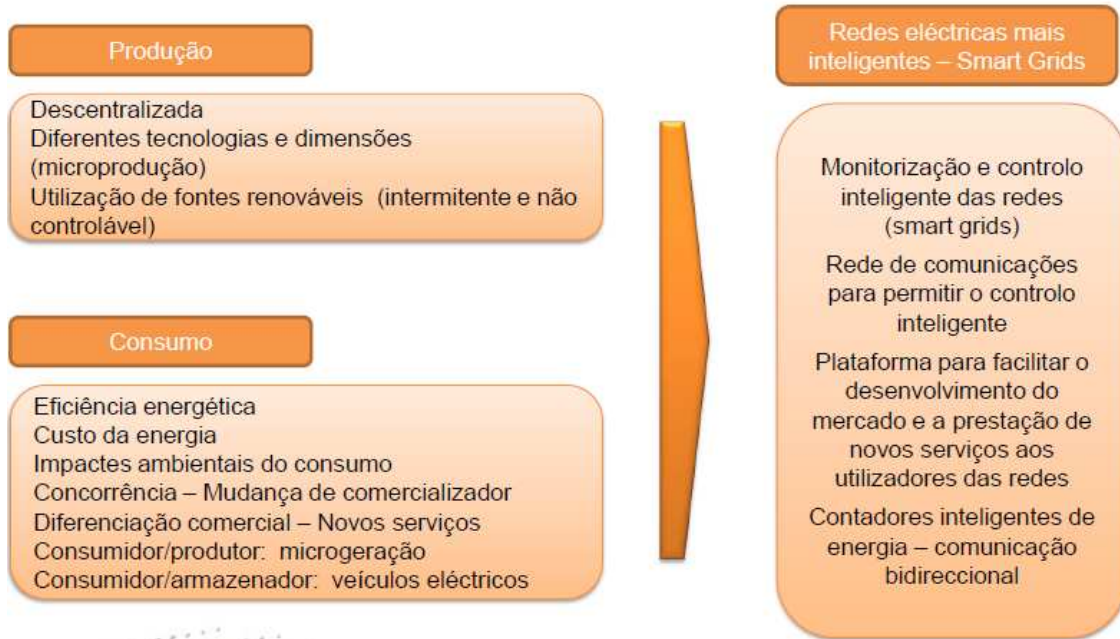 Produção
Descentralizada
Diferentes tecnologias e dimensões
(microprodução)
Utilização de fontes renováveis (intermitente e não
controlável)
Consumo
Eficiência energética
Custo da energia
Impactes ambientais do consumo
Concorrência – Mudança de comercializador
Diferenciação comercial – Novos serviços
Consumidor/produtor: microgeração
Consumidor/armazenador: veículos eléctricos
Redes eléctricas mais
inteligentes – Smart Grids
Monitorização e controlo
inteligente das redes
(smart grids)
Rede de comunicações
para permitir o controlo
inteligente
Plataforma para facilitar o
desenvolvimento do
mercado e a prestação de
novos serviços aos
utilizadores das redes
Contadores inteligentes de
energia – comunicação
bidireccional